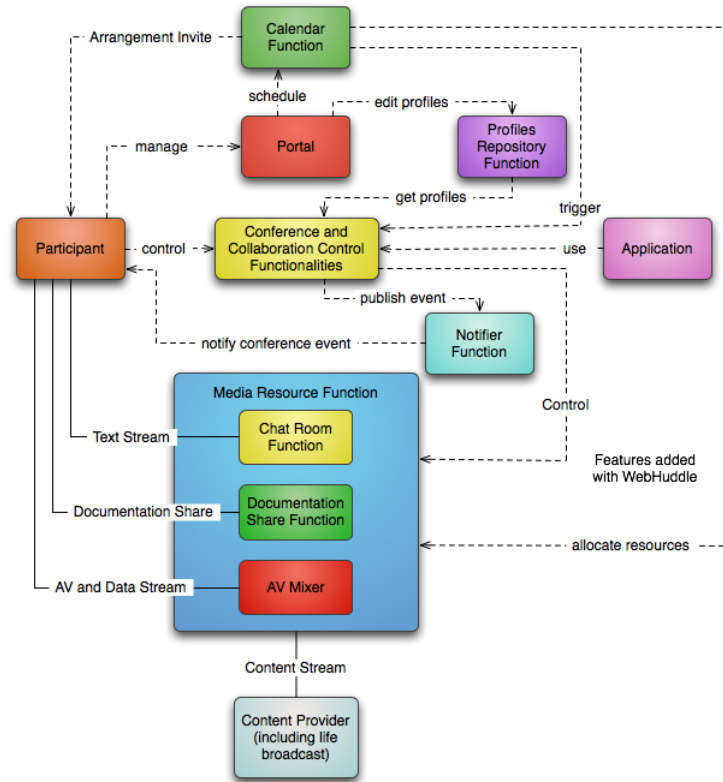 Arrangement Invite
Calendar
Function
schedule
edit profiles
manage
Portal
Profiles
Repository
Function
get profiles
trigger
Participant
control
Conference and
Collaboration Control
Functionalities
use
Application
publish event
notify conference event
Notifier
Function
Media Resource Function
Control
Text Stream
Chat Room
Function
Features added
with WebHuddle
Documentation Share
Documentation
Share Function
allocate resources
AV and Data Stream
AV Mixer
Content Stream
Content Provider
(including life
broadcast)